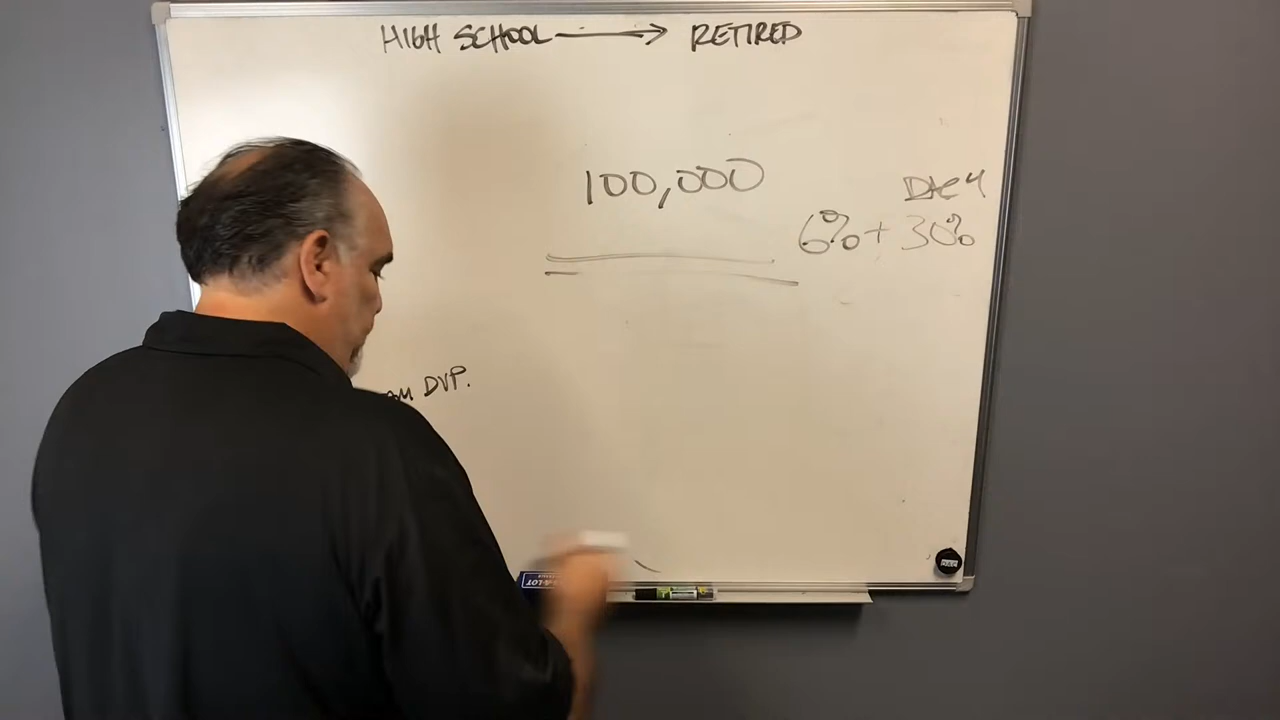 HIGH SCHOOL → RETIRED
100,000
6% + 30%
DVP.